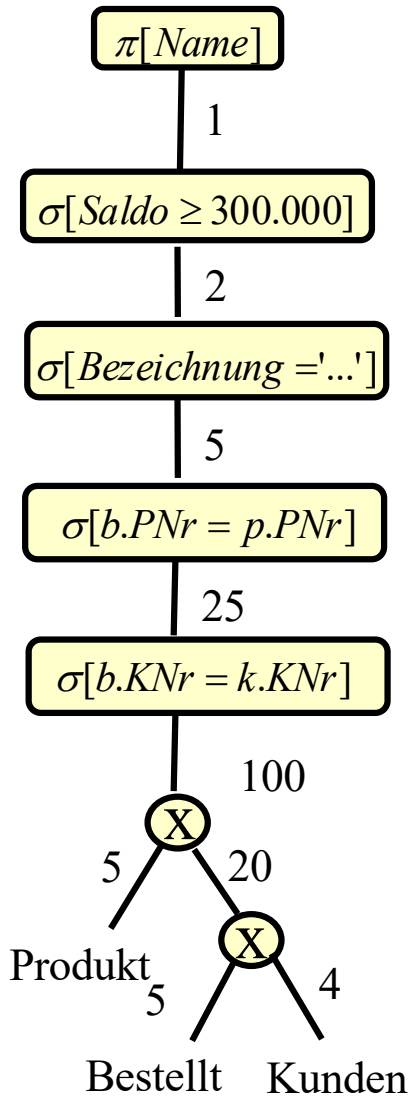 π[Name]
1
σ[Saldo ≥ 300.000]
2
σ[Bezeichnung ='...']
5
σ[b.PNr = p.PNr]
25
σ[b.KNr = k.KNr]
100
X
5 20
X
Produkt
5 4
Bestellt Kunden